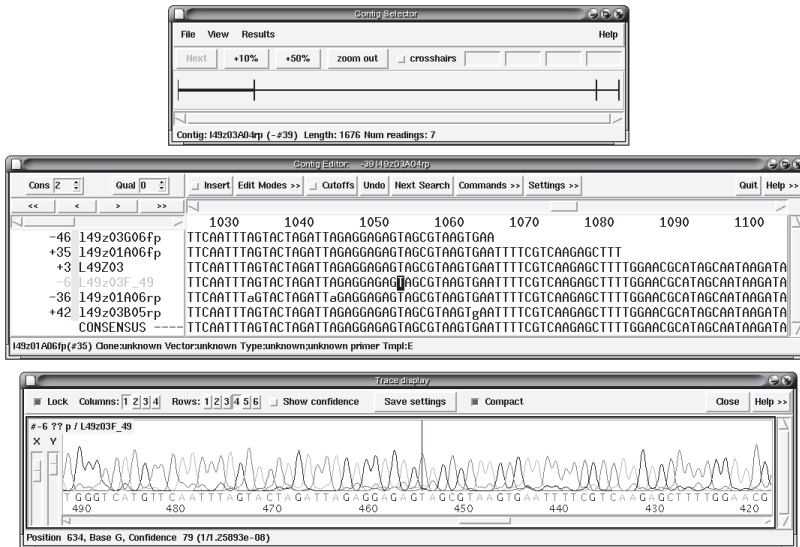 Contig Selector
File View Results Help
Next +10% +50% zoom out crosshairs
Contig: l49z03A04rp (-#39) Length: 1676 Num readings: 7
Contig Editor: -39 l49z03A04rp
Cons 2 Qual 0 Insert Edit Modes >> Cutoffs Undo Next Search Commands >> Settings >> Quit Help >>
<< < > >>
1030 1040 1050 1060 1070 1080 1090 1100
-46 l49z03G06fp TTCAATTTAGTACTAGATTAGAGGAGAGTAGCGTAAGTGAA
+35 l49z01A06fp TTCAATTTAGTACTAGATTAGAGGAGAGTAGCGTAAGTGAATTTTCGTCAAGAGCTTT
+3 L49Z03 TTCAATTTAGTACTAGATTAGAGGAGAGTAGCGTAAGTGAATTTTCGTCAAGAGCTTTTGGAACGCATAGCAATAAGATA
-6 L49z03F_49 TTCAATTTAGTACTAGATTAGAGGAGAGTAGCGTAAGTGAATTTTCGTCAAGAGCTTTTGGAACGCATAGCAATAAGATA
-36 l49z01A06rp TTCAATTTaGTACTAGATTaGAGGAGAGTAGCGTAAGTGAATTTTCGTCAAGAGCTTTTGGAACGCATAGCAATAAGATA
+42 l49z03B05rp TTCAATTTAGTACTAGATTAGAGGAGAGTAGCGTAAGTgAATTTTCGTCAAGAGCTTTTGGAACGCATAGCAATAAGATA
CONSENSUS ---- TTCAATTTAGTACTAGATTAGAGGAGAGTAGCGTAAGTGAATTTTCGTCAAGAGCTTTTGGAACGCATAGCAATAAGATA
l49z01A06fp(#35) Clone:unknown Vector:unknown Type:unknown;unknown primer Tmpl:E
Trace display
Lock Columns: 1 2 3 4 Rows: 1 2 3 4 5 6 Show confidence Save settings Compact Close Help >>
#-6 ?? p / L49z03F_49
X Y
TGGGTCATGTTCAATTTAGTACTAGATTAGAGGAGAGTAGCGTAAGTGAATTTTCGTCAAGAGCTTTTGGAACG
490 480 470 460 450 440 430 420
Position 634, Base G, Confidence 79 (1/1.25893e-08)